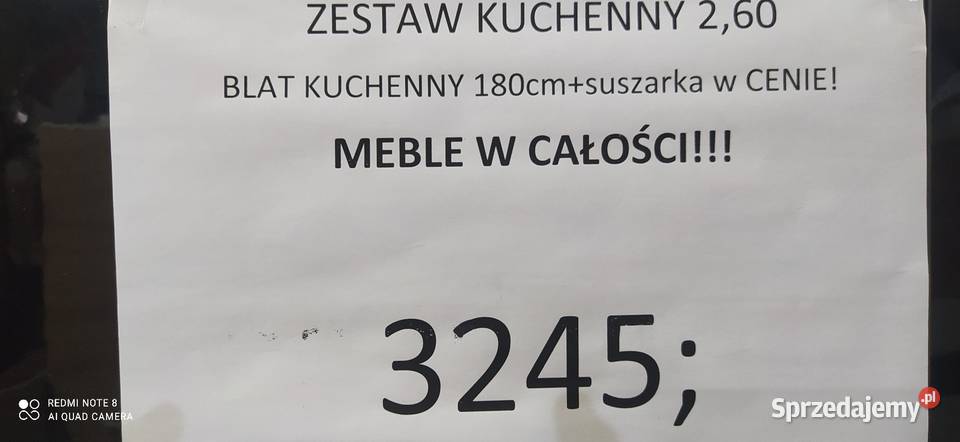 ZESTAW KUCHENNY 2,60
BLAT KUCHENNY 180cm+suszarka w CENIE!
MEBLE W CAŁOŚCI!!!
3245;
REDMI NOTE 8
AI QUAD CAMERA
Sprzedajemy.pl